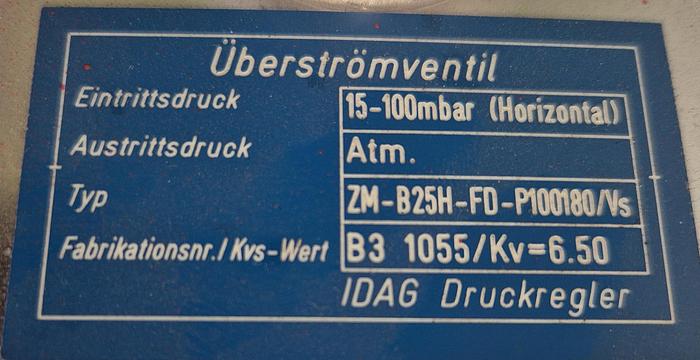 Überströmventil
Eintrittsdruck 15-100mbar (Horizontal)
Austrittsdruck Atm.
Typ ZM-B25H-FD-P100180/Vs
Fabrikationsnr./Kvs-Wert B3 1055/Kv=6.50
IDAG Druckregler